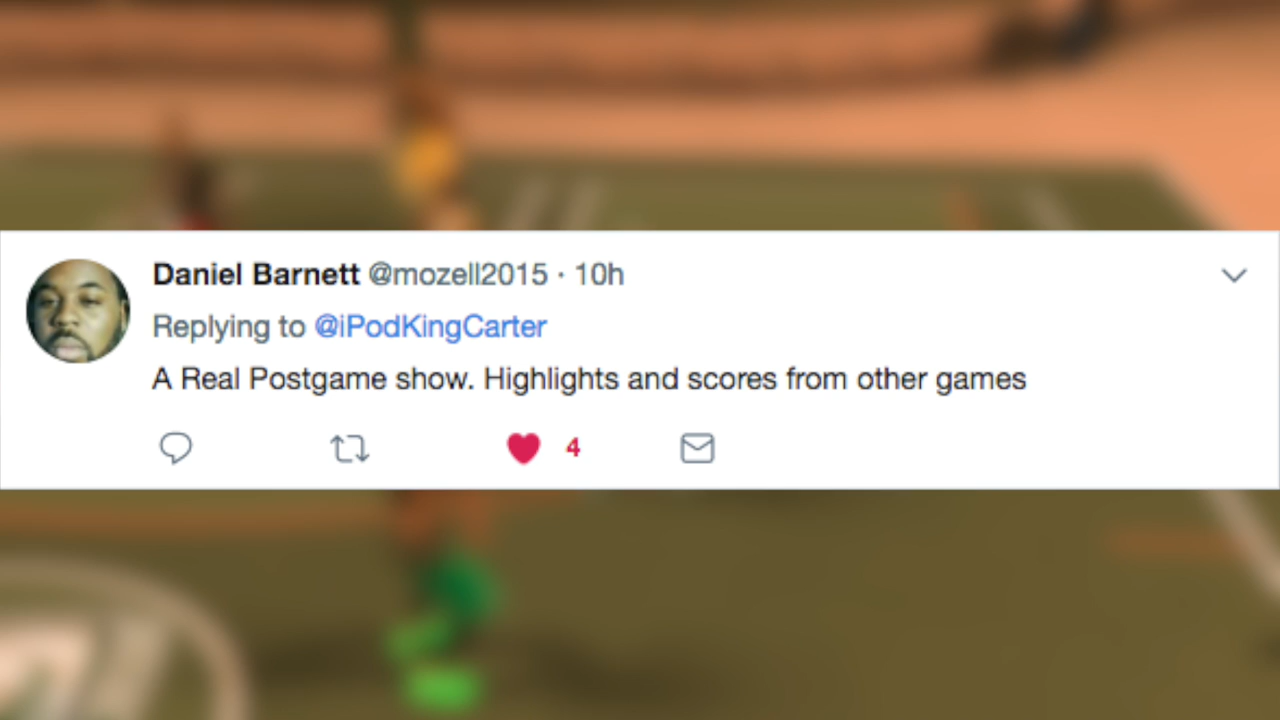 Daniel Barnett @mozell2015 · 10h
Replying to @iPodKingCarter
A Real Postgame show. Highlights and scores from other games
4